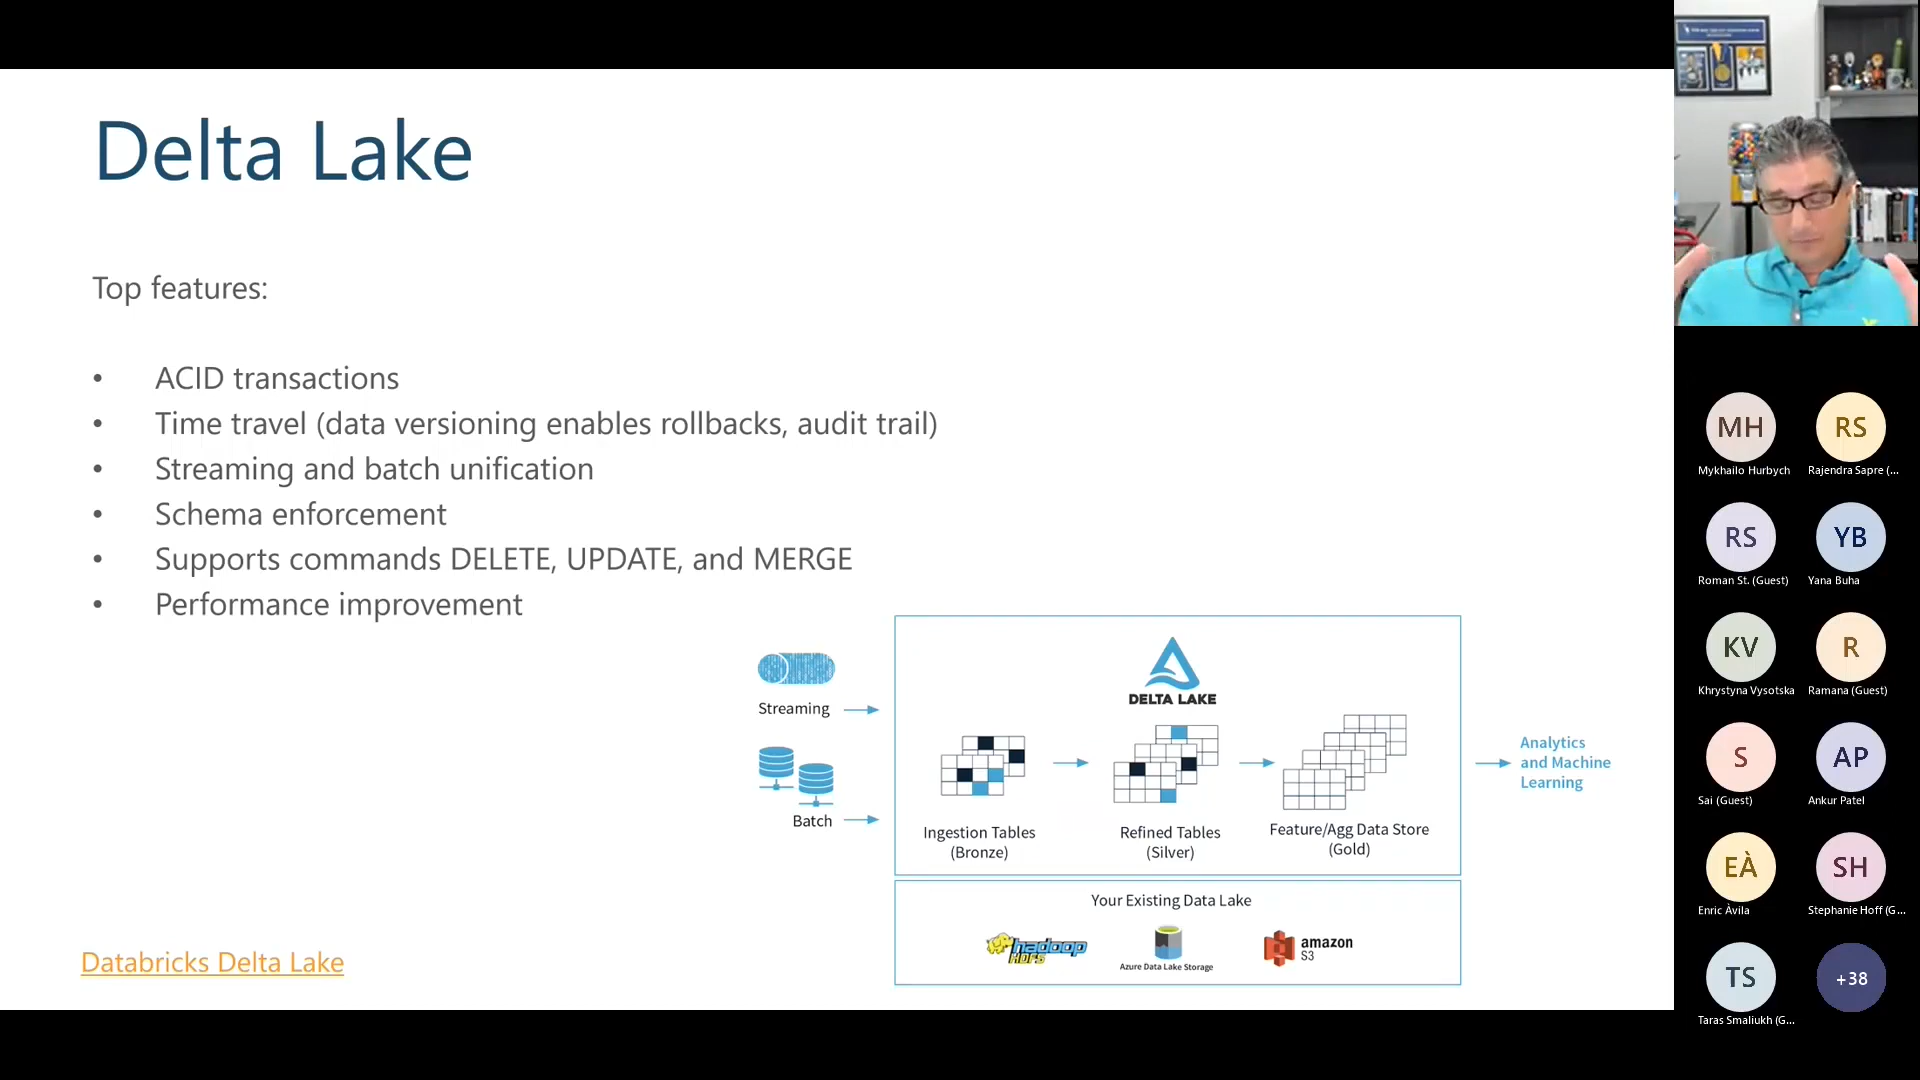 Delta Lake
Top features:
• ACID transactions
• Time travel (data versioning enables rollbacks, audit trail)
• Streaming and batch unification
• Schema enforcement
• Supports commands DELETE, UPDATE, and MERGE
• Performance improvement
Streaming
Batch
DELTA LAKE
Ingestion Tables
(Bronze)
Refined Tables
(Silver)
Feature/Agg Data Store
(Gold)
Analytics
and Machine
Learning
Your Existing Data Lake
hadoop
HDFS
Azure Data Lake Storage
amazon
S3
Databricks Delta Lake
MH
Mykhailo Hurbych
RS
Rajendra Sapre (...
RS
Roman St. (Guest)
YB
Yana Buha
KV
Khrystyna Vysotska
R
Ramana (Guest)
S
Sai (Guest)
AP
Ankur Patel
EÀ
Enric Àvila
SH
Stephanie Hoff (G...
TS
Taras Smaliukh (G...
+38